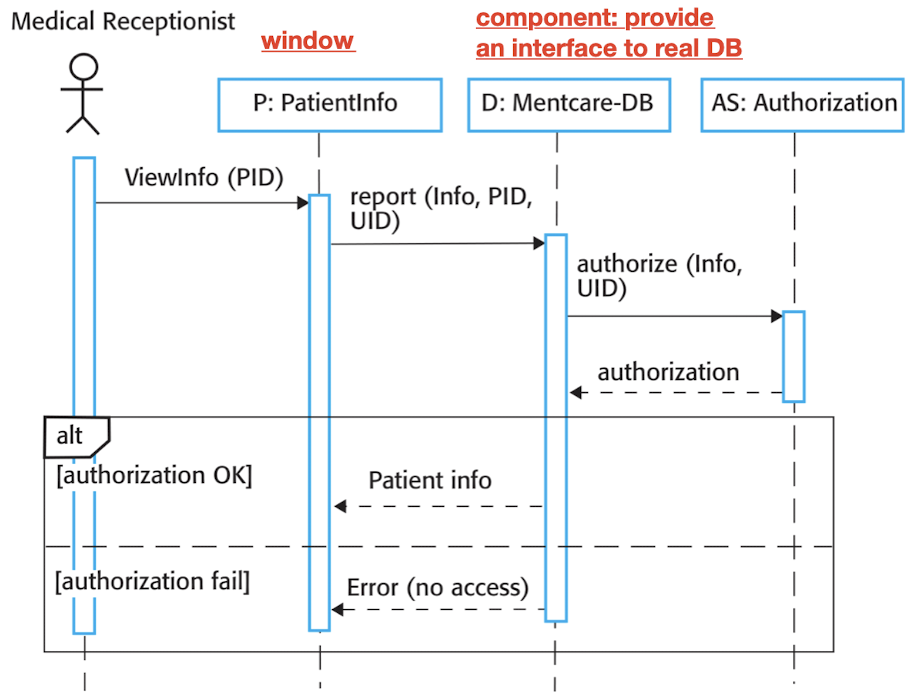 Medical Receptionist
window
component: provide
an interface to real DB
P: PatientInfo
D: Mentcare-DB
AS: Authorization
ViewInfo (PID)
report (Info, PID,
UID)
authorize (Info,
UID)
authorization
alt
[authorization OK]
Patient info
[authorization fail]
Error (no access)